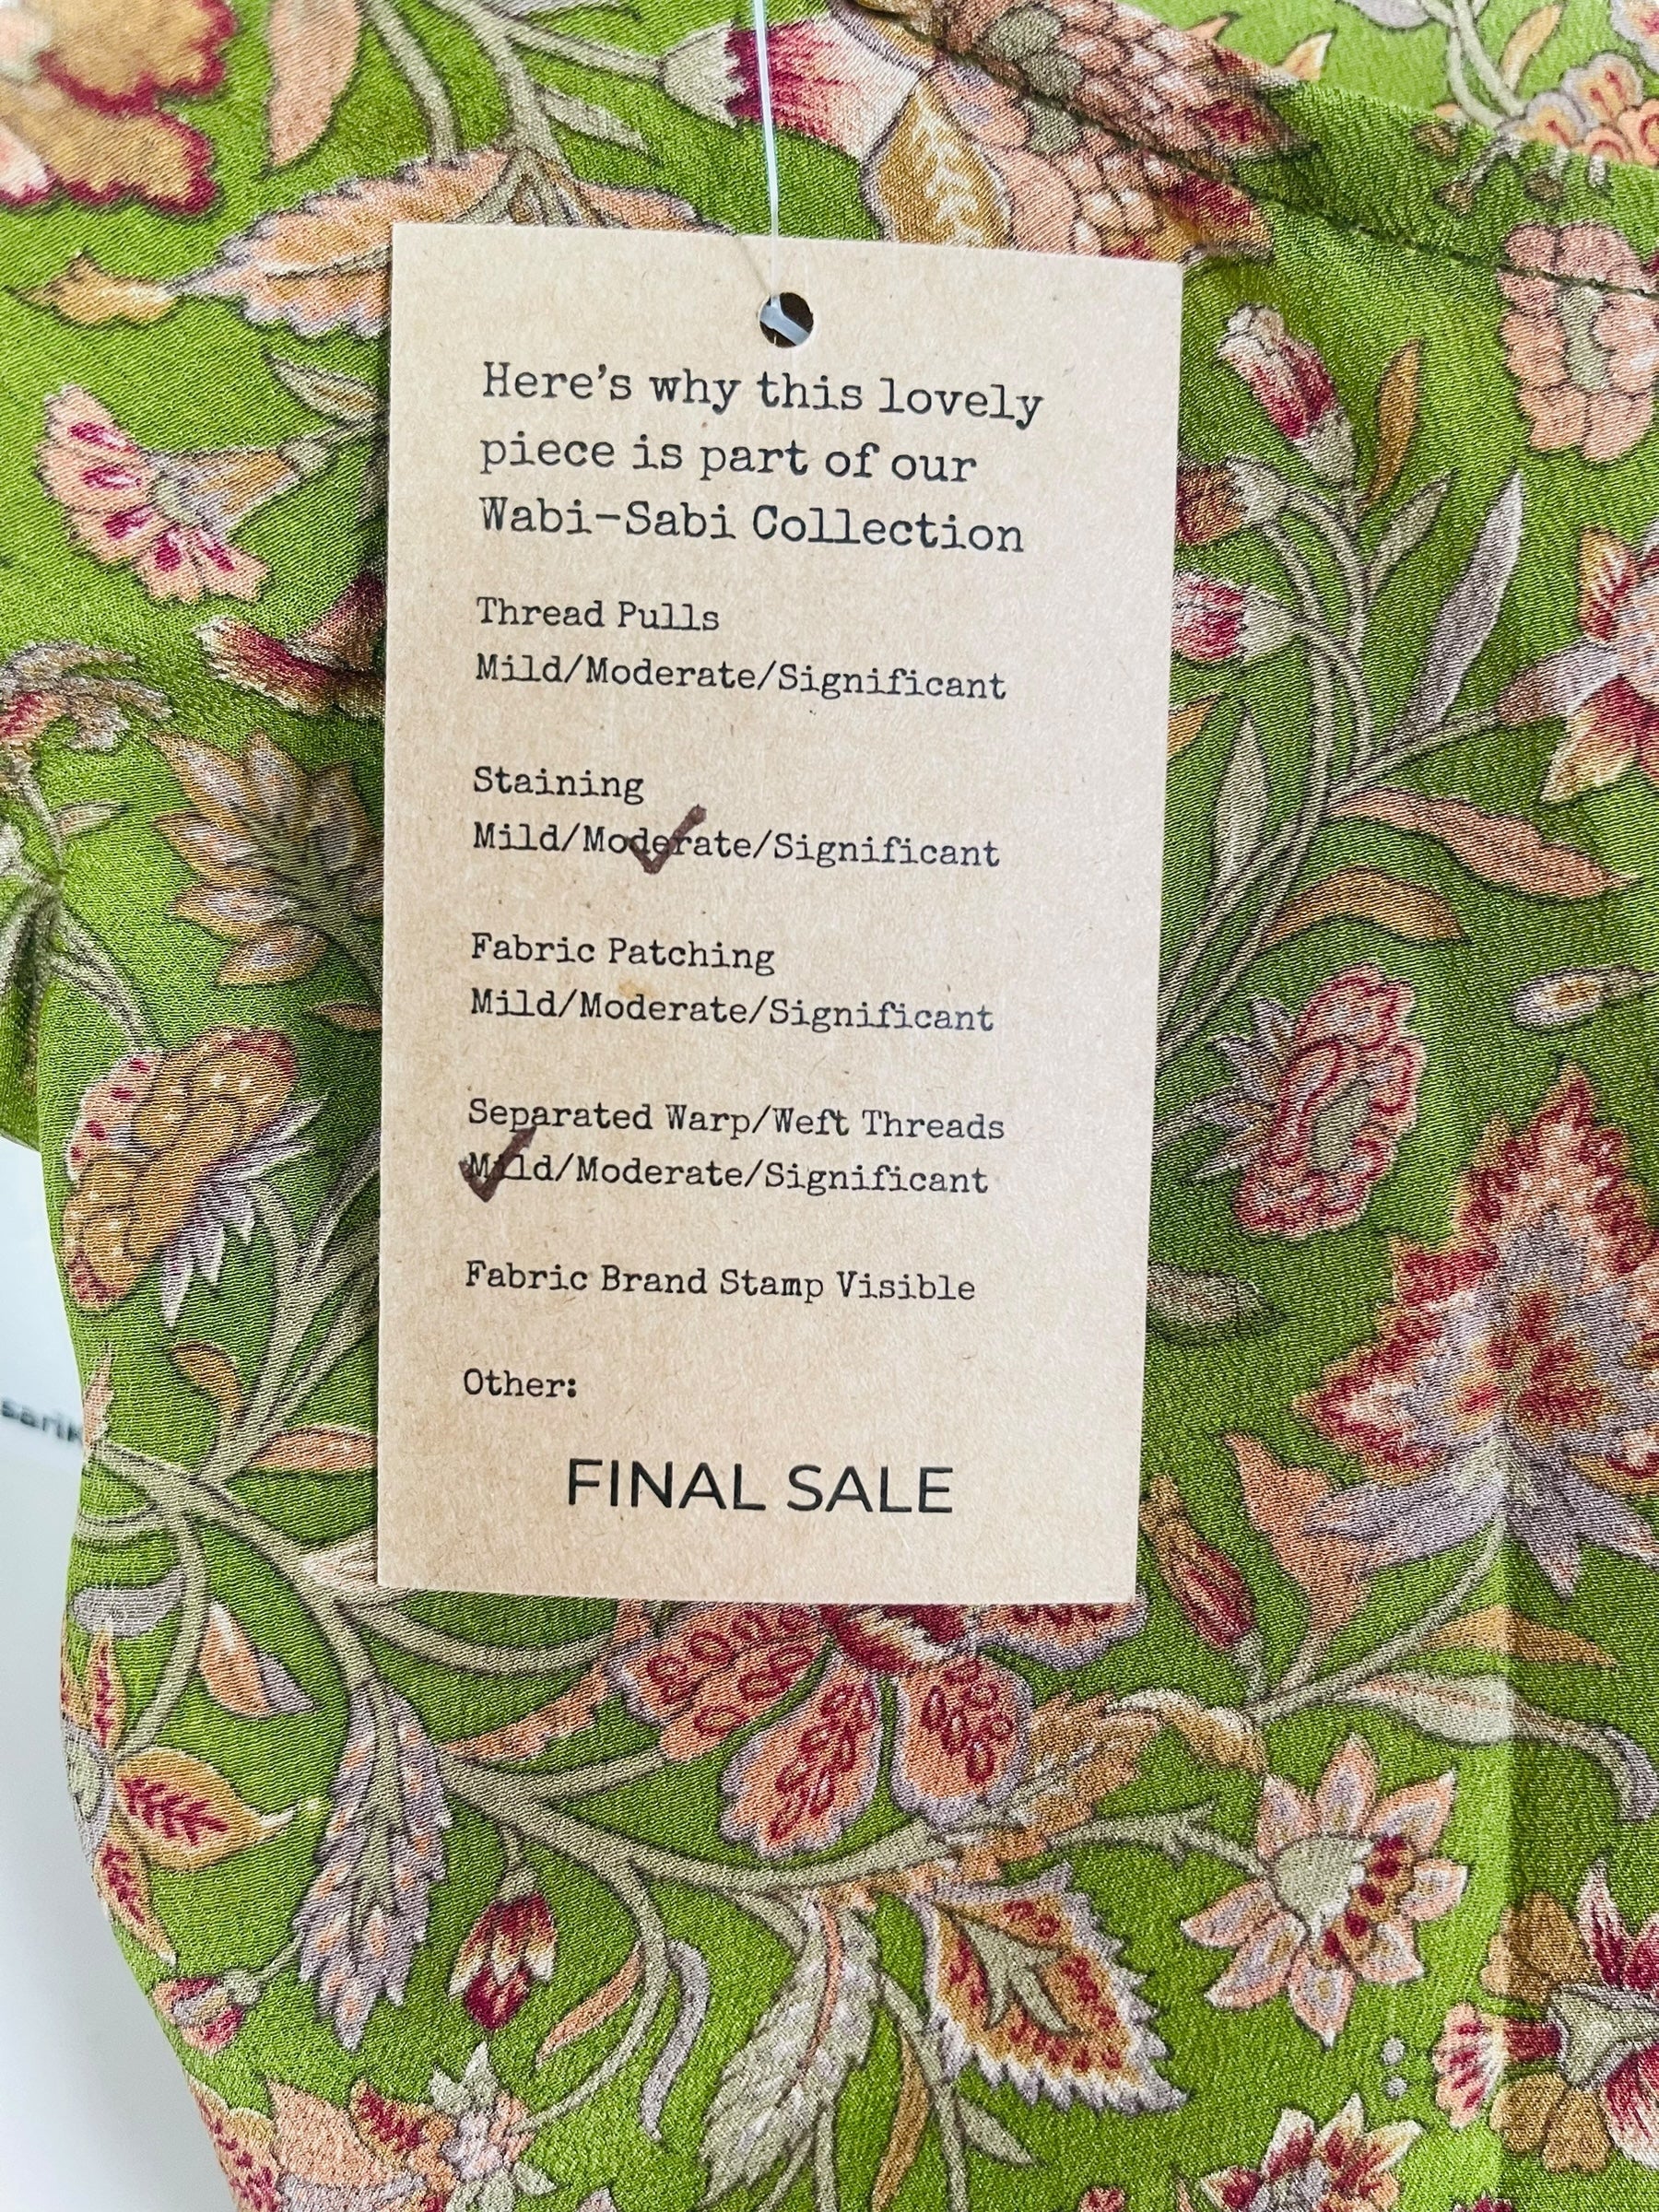 Here's why this lovely
piece is part of our
Wabi-Sabi Collection
Thread Pulls
Mild/Moderate/Significant
Staining
Mild/Moderate/Significant
Fabric Patching
Mild/Moderate/Significant
Separated Warp/Weft Threads
Mild/Moderate/Significant
Fabric Brand Stamp Visible
Other:
FINAL SALE